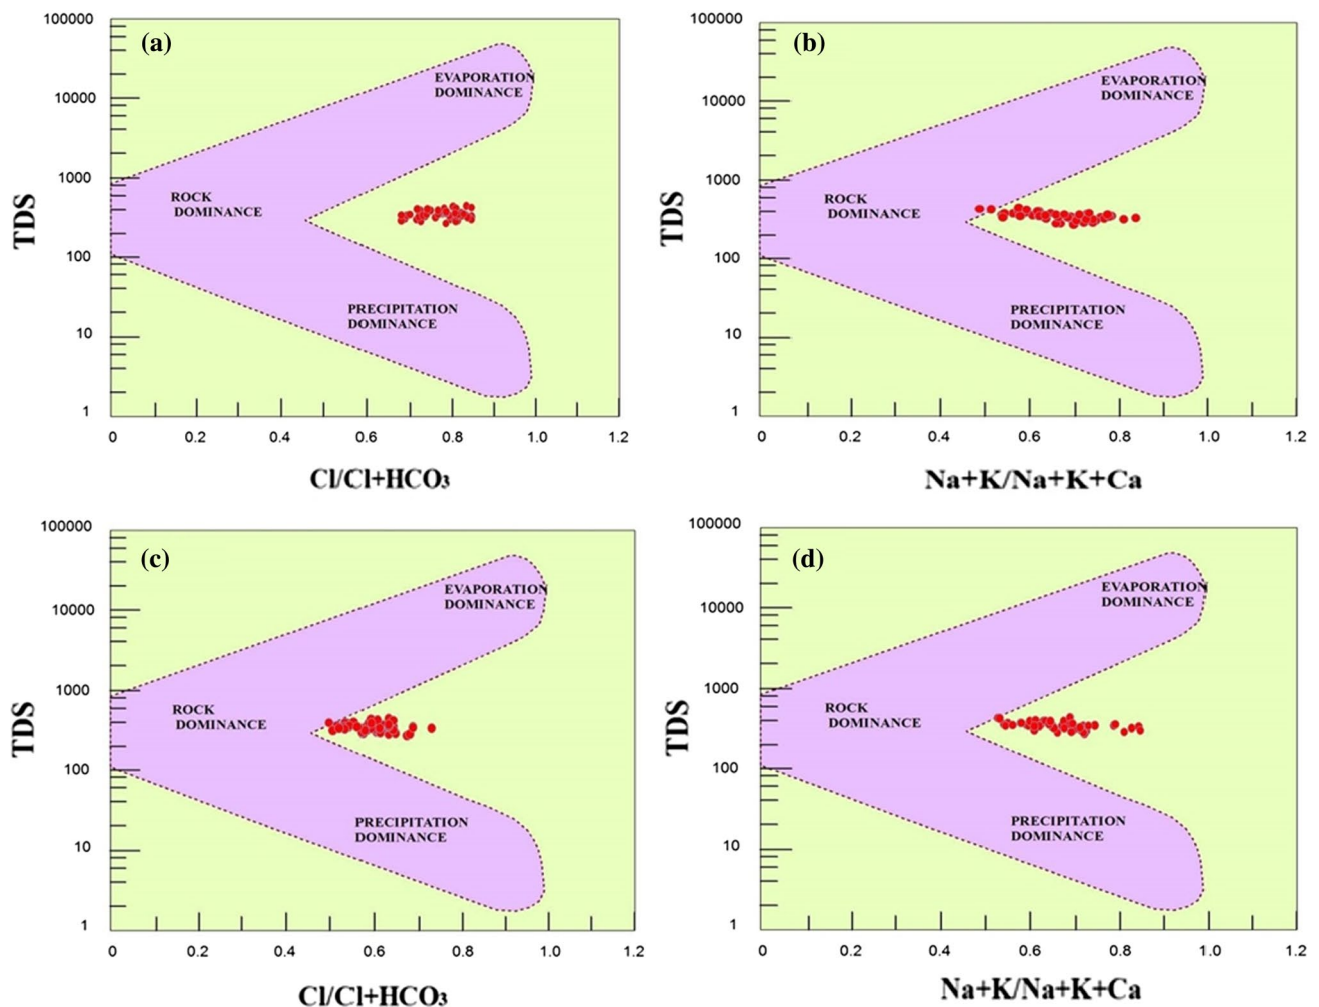 (a)
100000
10000
1000
100
10
1
TDS
EVAPORATION
DOMINANCE
ROCK
DOMINANCE
PRECIPITATION
DOMINANCE
0 0.2 0.4 0.6 0.8 1.0 1.2
Cl/Cl+HCO₃
(b)
100000
10000
1000
100
10
1
TDS
EVAPORATION
DOMINANCE
ROCK
DOMINANCE
PRECIPITATION
DOMINANCE
0 0.2 0.4 0.6 0.8 1.0 1.2
Na+K/Na+K+Ca
(c)
100000
10000
1000
100
10
1
TDS
EVAPORATION
DOMINANCE
ROCK
DOMINANCE
PRECIPITATION
DOMINANCE
0 0.2 0.4 0.6 0.8 1.0 1.2
Cl/Cl+HCO₃
(d)
100000
10000
1000
100
10
1
TDS
EVAPORATION
DOMINANCE
ROCK
DOMINANCE
PRECIPITATION
DOMINANCE
0 0.2 0.4 0.6 0.8 1.0 1.2
Na+K/Na+K+Ca